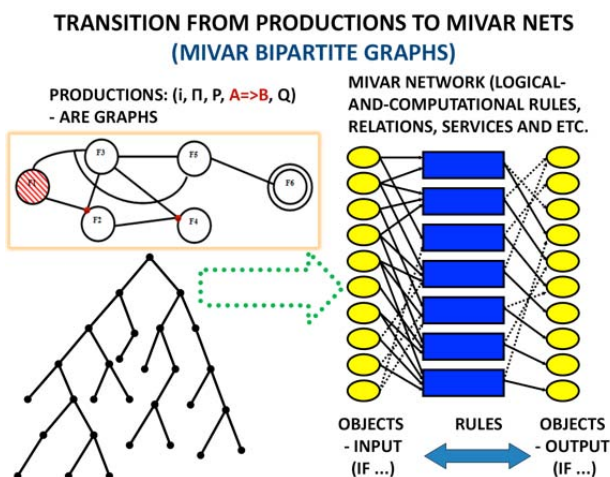 TRANSITION FROM PRODUCTIONS TO MIVAR NETS
(MIVAR BIPARTITE GRAPHS)
PRODUCTIONS: (i, П, P, A=>B, Q)
- ARE GRAPHS
F1
F3
F5
F6
F2
F4
MIVAR NETWORK (LOGICAL-
AND-COMPUTATIONAL RULES,
RELATIONS, SERVICES AND ETC.
OBJECTS
- INPUT
(IF ...)
RULES
OBJECTS
- OUTPUT
(IF ...)